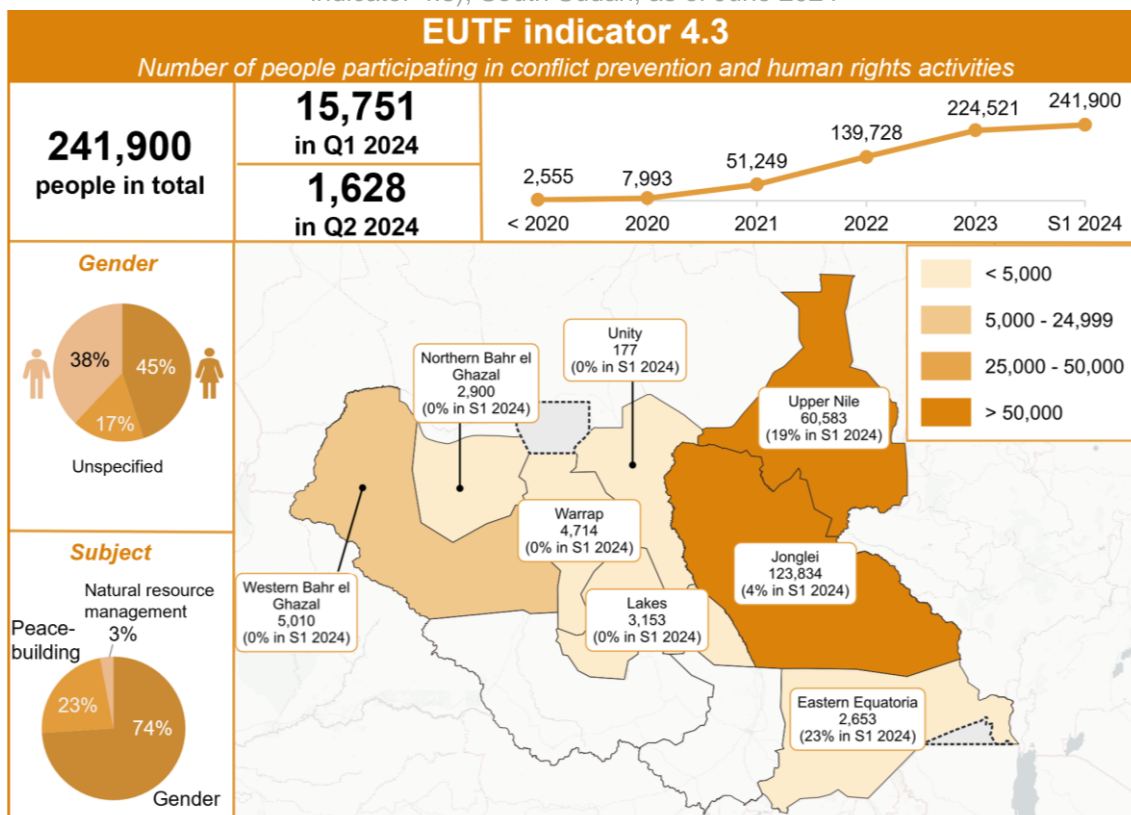 EUTF indicator 4.3
Number of people participating in conflict prevention and human rights activities
241,900
people in total
15,751
in Q1 2024
1,628
in Q2 2024
2,555
7,993
51,249
139,728
224,521
241,900
< 2020
2020
2021
2022
2023
S1 2024
Gender
38%
45%
17%
Unspecified
Subject
Natural resource
management
3%
Peace-
building
23%
74%
Gender
< 5,000
5,000 - 24,999
25,000 - 50,000
> 50,000
Unity
177
(0% in S1 2024)
Northern Bahr el
Ghazal
2,900
(0% in S1 2024)
Upper Nile
60,583
(19% in S1 2024)
Warrap
4,714
(0% in S1 2024)
Jonglei
123,834
(4% in S1 2024)
Western Bahr el
Ghazal
5,010
(0% in S1 2024)
Lakes
3,153
(0% in S1 2024)
Eastern Equatoria
2,653
(23% in S1 2024)